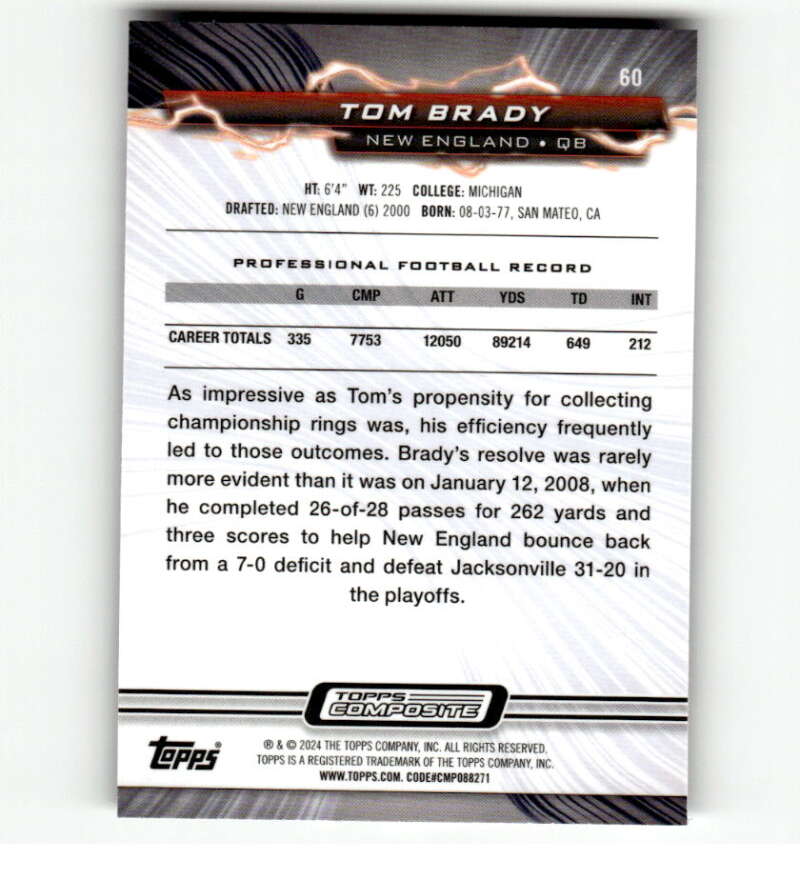 60
TOM BRADY
NEW ENGLAND • QB
HT: 6'4" WT: 225 COLLEGE: MICHIGAN
DRAFTED: NEW ENGLAND (6) 2000 BORN: 08-03-77, SAN MATEO, CA
PROFESSIONAL FOOTBALL RECORD
G CMP ATT YDS TD INT
CAREER TOTALS 335 7753 12050 89214 649 212
As impressive as Tom's propensity for collecting
championship rings was, his efficiency frequently
led to those outcomes. Brady's resolve was rarely
more evident than it was on January 12, 2008, when
he completed 26-of-28 passes for 262 yards and
three scores to help New England bounce back
from a 7-0 deficit and defeat Jacksonville 31-20 in
the playoffs.
TOPPS
COMPOSITE
topps®
® & © 2024 THE TOPPS COMPANY, INC. ALL RIGHTS RESERVED.
TOPPS IS A REGISTERED TRADEMARK OF THE TOPPS COMPANY, INC.
WWW.TOPPS.COM. CODE#CMP088271